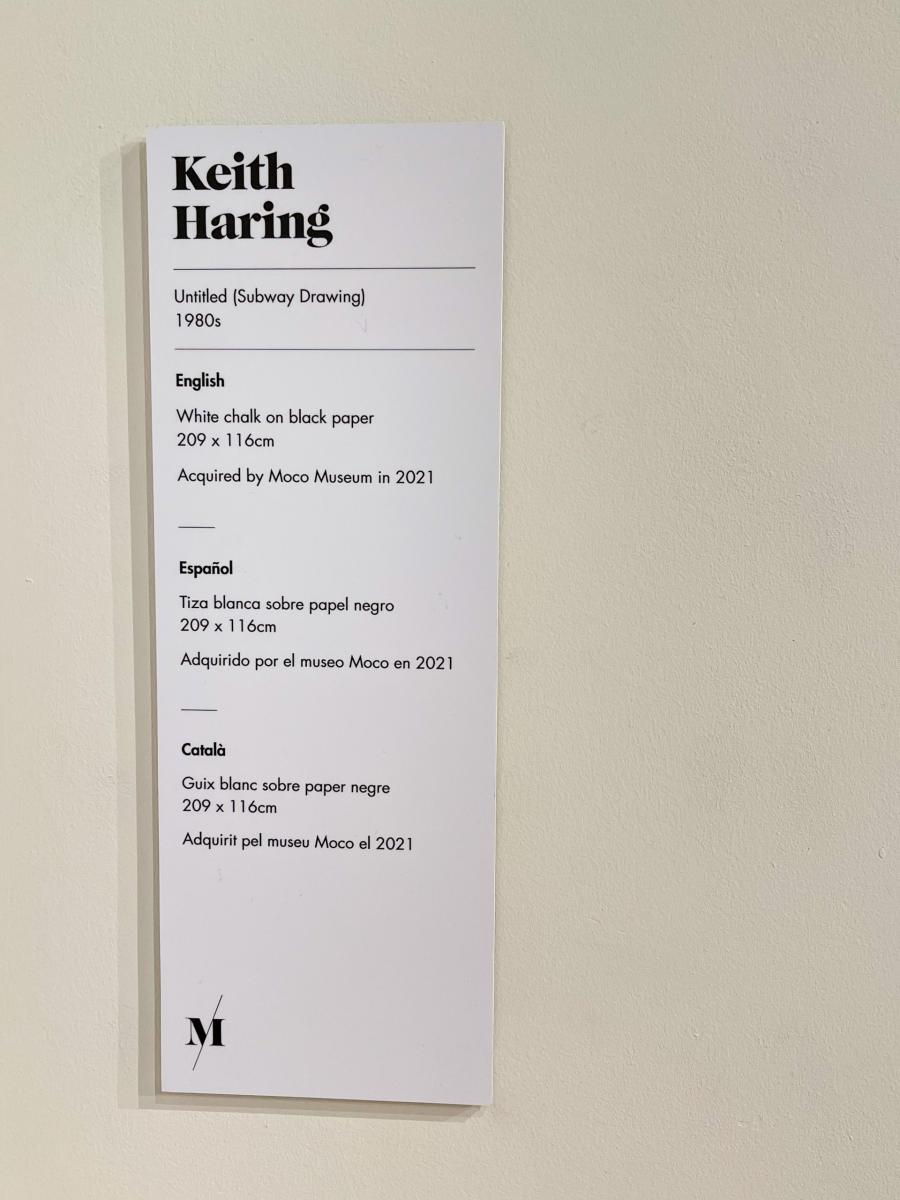 Keith
Haring
Untitled (Subway Drawing)
1980s
English
White chalk on black paper
209 x 116cm
Acquired by Moco Museum in 2021
Español
Tiza blanca sobre papel negro
209 x 116cm
Adquirido por el museo Moco en 2021
Català
Guix blanc sobre paper negre
209 x 116cm
Adquirit pel museu Moco el 2021
M